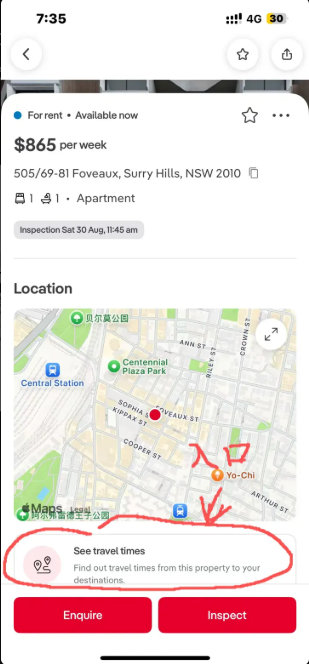 7:35
4G 30
For rent • Available now
$865 per week
505/69-81 Foveaux, Surry Hills, NSW 2010
1 1 • Apartment
Inspection Sat 30 Aug, 11:45 am
Location
贝尔莫公园
ANN ST
CROWN ST
RILEY ST
Centennial
Plaza Park
Central Station
SOPHIA ST
FOVEAUX ST
KIPPAX ST
COOPER ST
入口
Yo-Chi
ARTHUR ST
Maps Legal
阿尔弗雷德王子公园
See travel times
Find out travel times from this property to your
destinations.
Enquire
Inspect